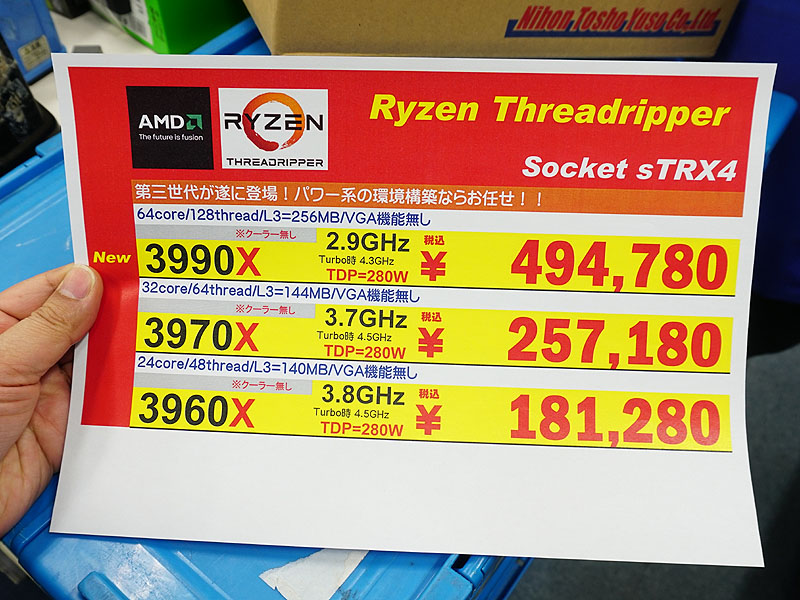 Nihon Tosho Yuso Co.,Ltd.
AMD
The future is fusion
RYZEN
THREADRIPPER
Ryzen Threadripper
Socket sTRX4
第三世代が遂に登場！パワー系の環境構築ならお任せ！！
64core/128thread/L3=256MB/VGA機能無し
※クーラー無し
New
3990X
2.9GHz
Turbo時 4.3GHz
TDP=280W
税込
¥
494,780
32core/64thread/L3=144MB/VGA機能無し
※クーラー無し
3970X
3.7GHz
Turbo時 4.5GHz
TDP=280W
税込
¥
257,180
24core/48thread/L3=140MB/VGA機能無し
※クーラー無し
3960X
3.8GHz
Turbo時 4.5GHz
TDP=280W
税込
¥
181,280